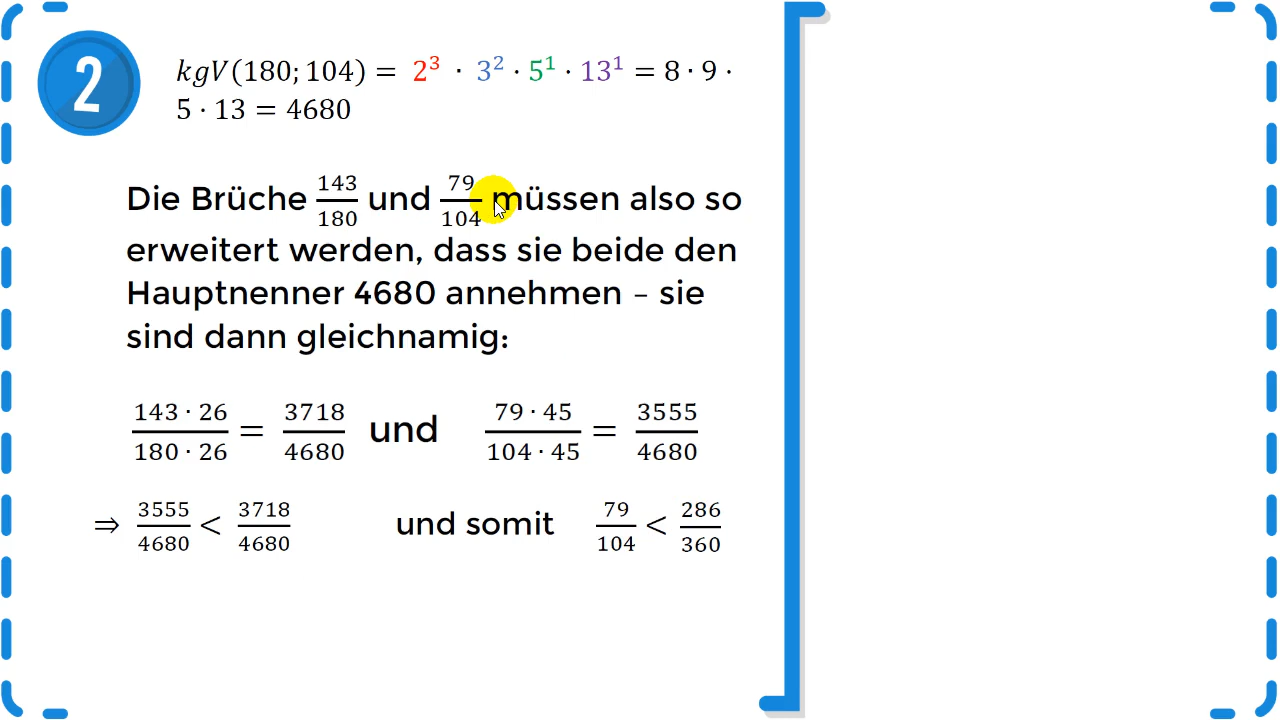 2
kgV(180; 104) = 2³ · 3² · 5¹ · 13¹ = 8 · 9 ·
5 · 13 = 4680
Die Brüche 143/180 und 79/104 müssen also so
erweitert werden, dass sie beide den
Hauptnenner 4680 annehmen – sie
sind dann gleichnamig:
143 · 26/180 · 26 = 3718/4680 und 79 · 45/104 · 45 = 3555/4680
⇒ 3555/4680 < 3718/4680 und somit 79/104 < 286/360